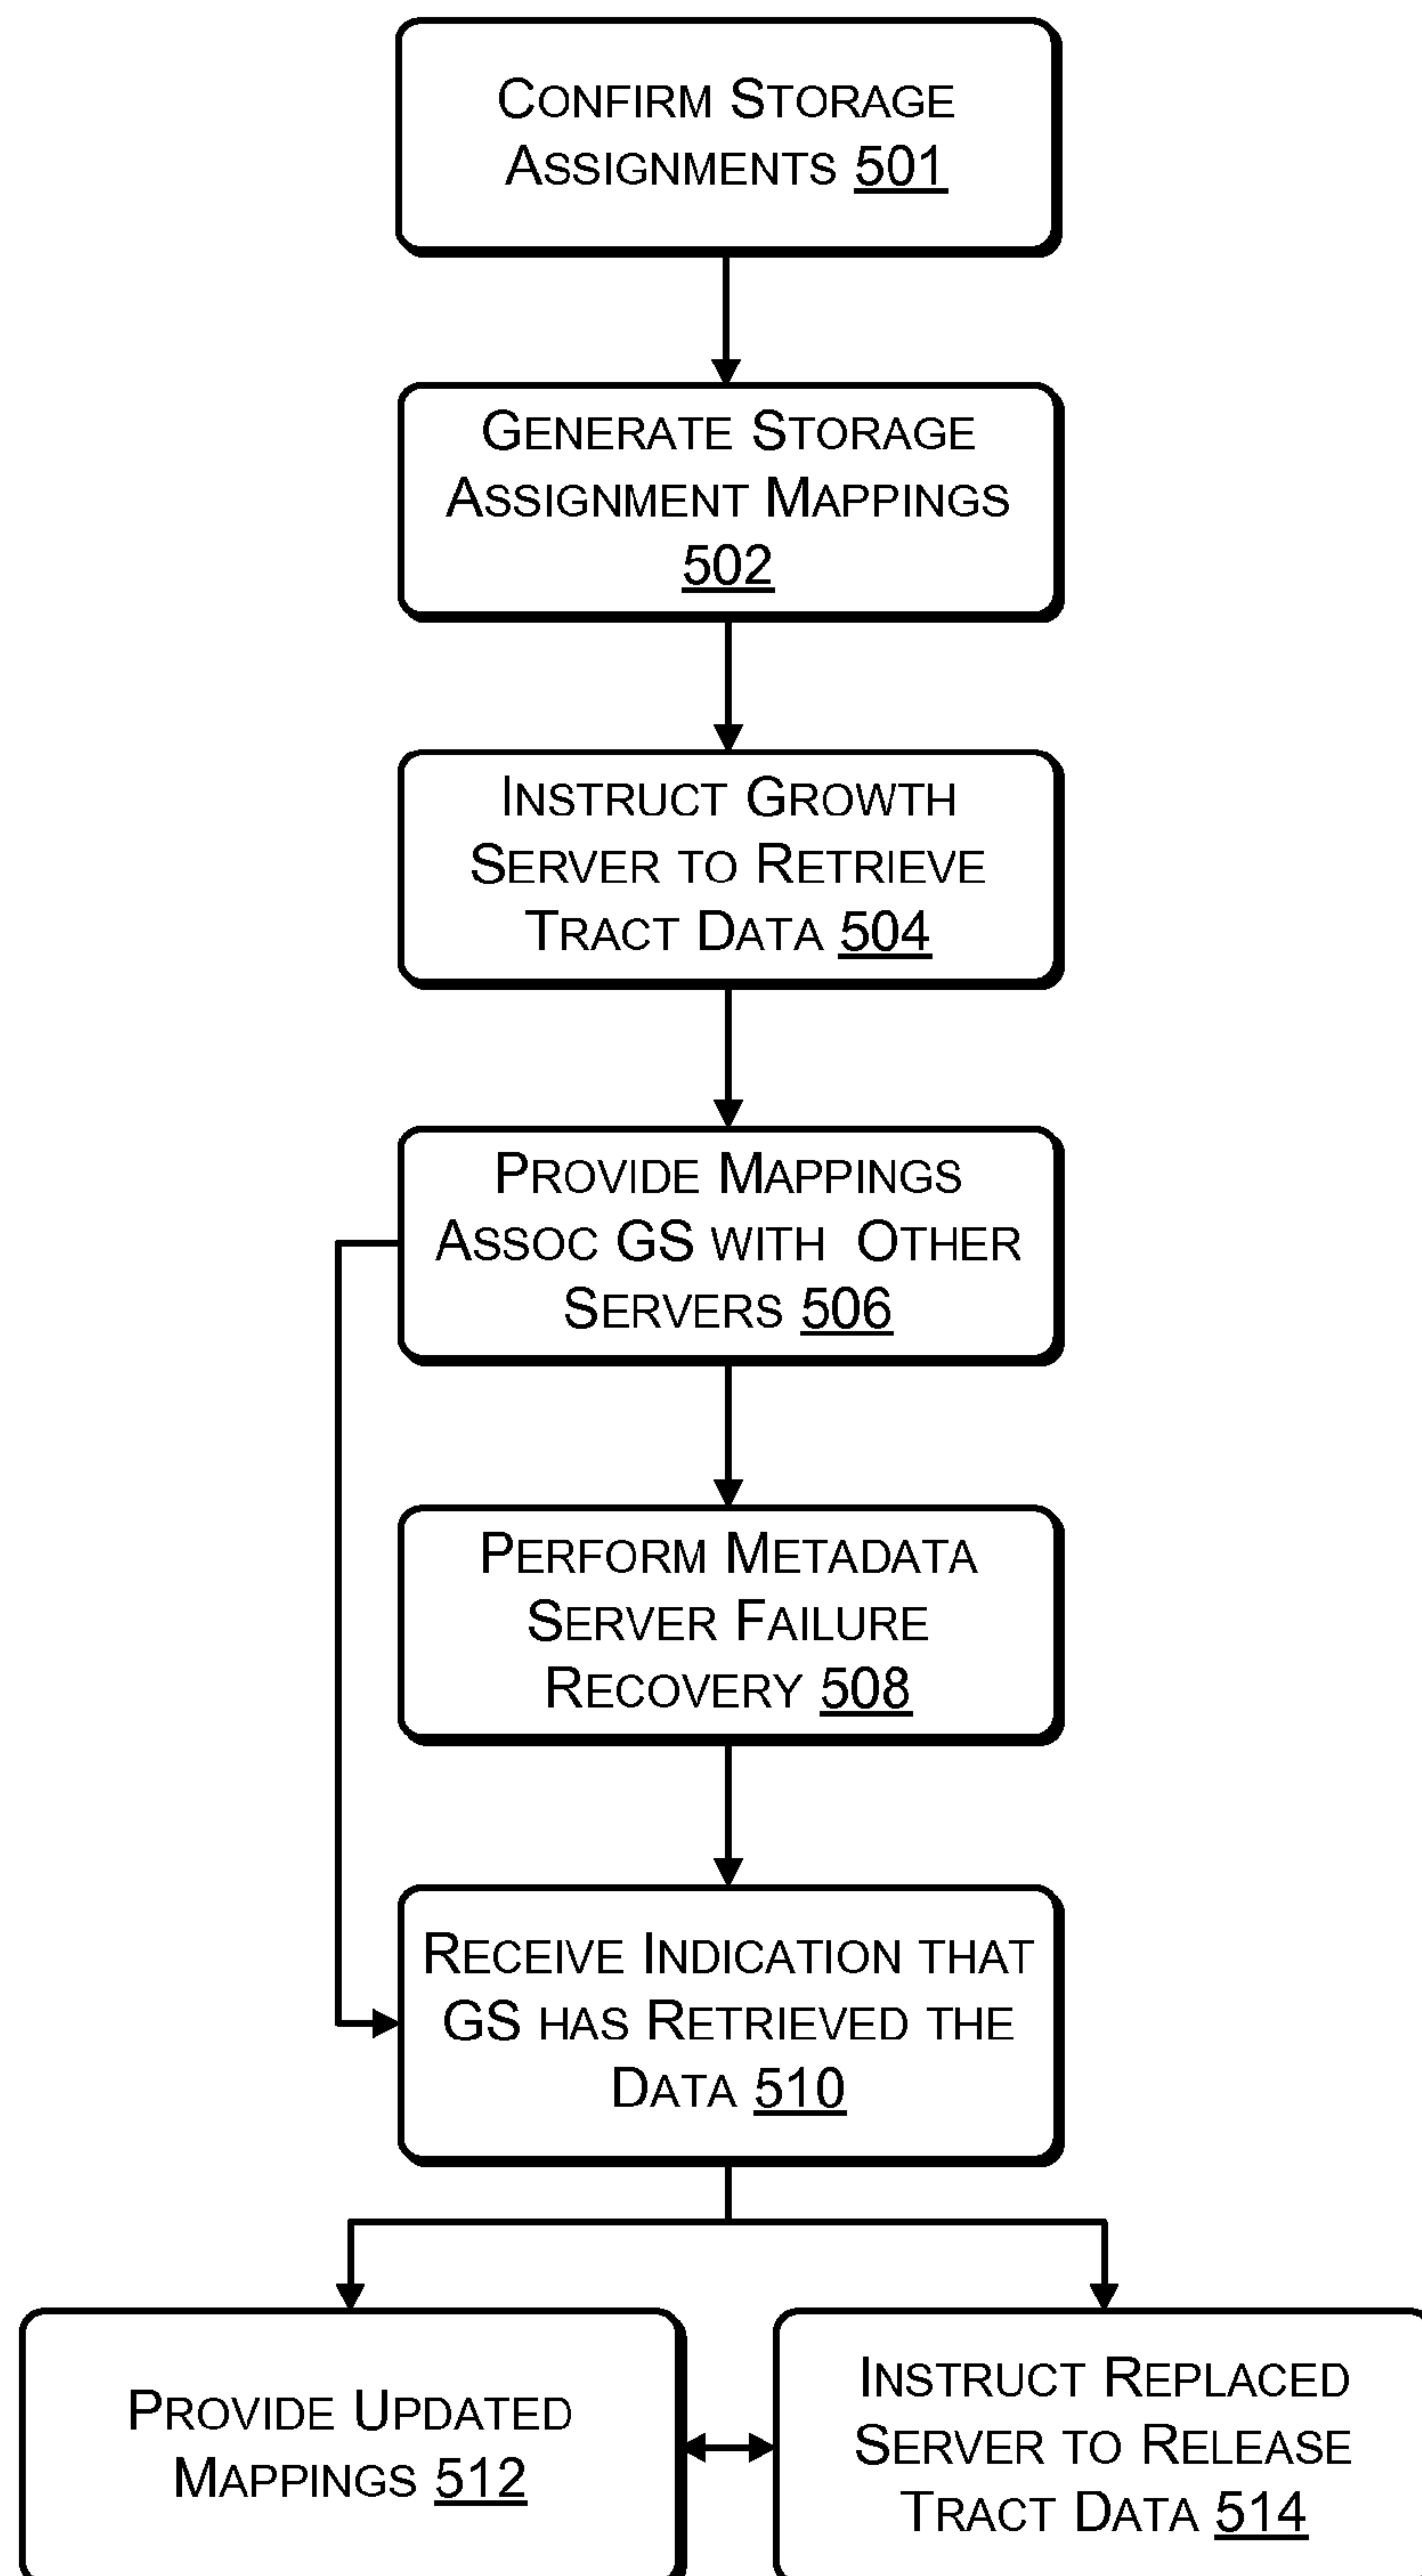 CONFIRM STORAGE
ASSIGNMENTS 501
GENERATE STORAGE
ASSIGNMENT MAPPINGS
502
INSTRUCT GROWTH
SERVER TO RETRIEVE
TRACT DATA 504
PROVIDE MAPPINGS
ASSOC GS WITH OTHER
SERVERS 506
PERFORM METADATA
SERVER FAILURE
RECOVERY 508
RECEIVE INDICATION THAT
GS HAS RETRIEVED THE
DATA 510
PROVIDE UPDATED
MAPPINGS 512
INSTRUCT REPLACED
SERVER TO RELEASE
TRACT DATA 514